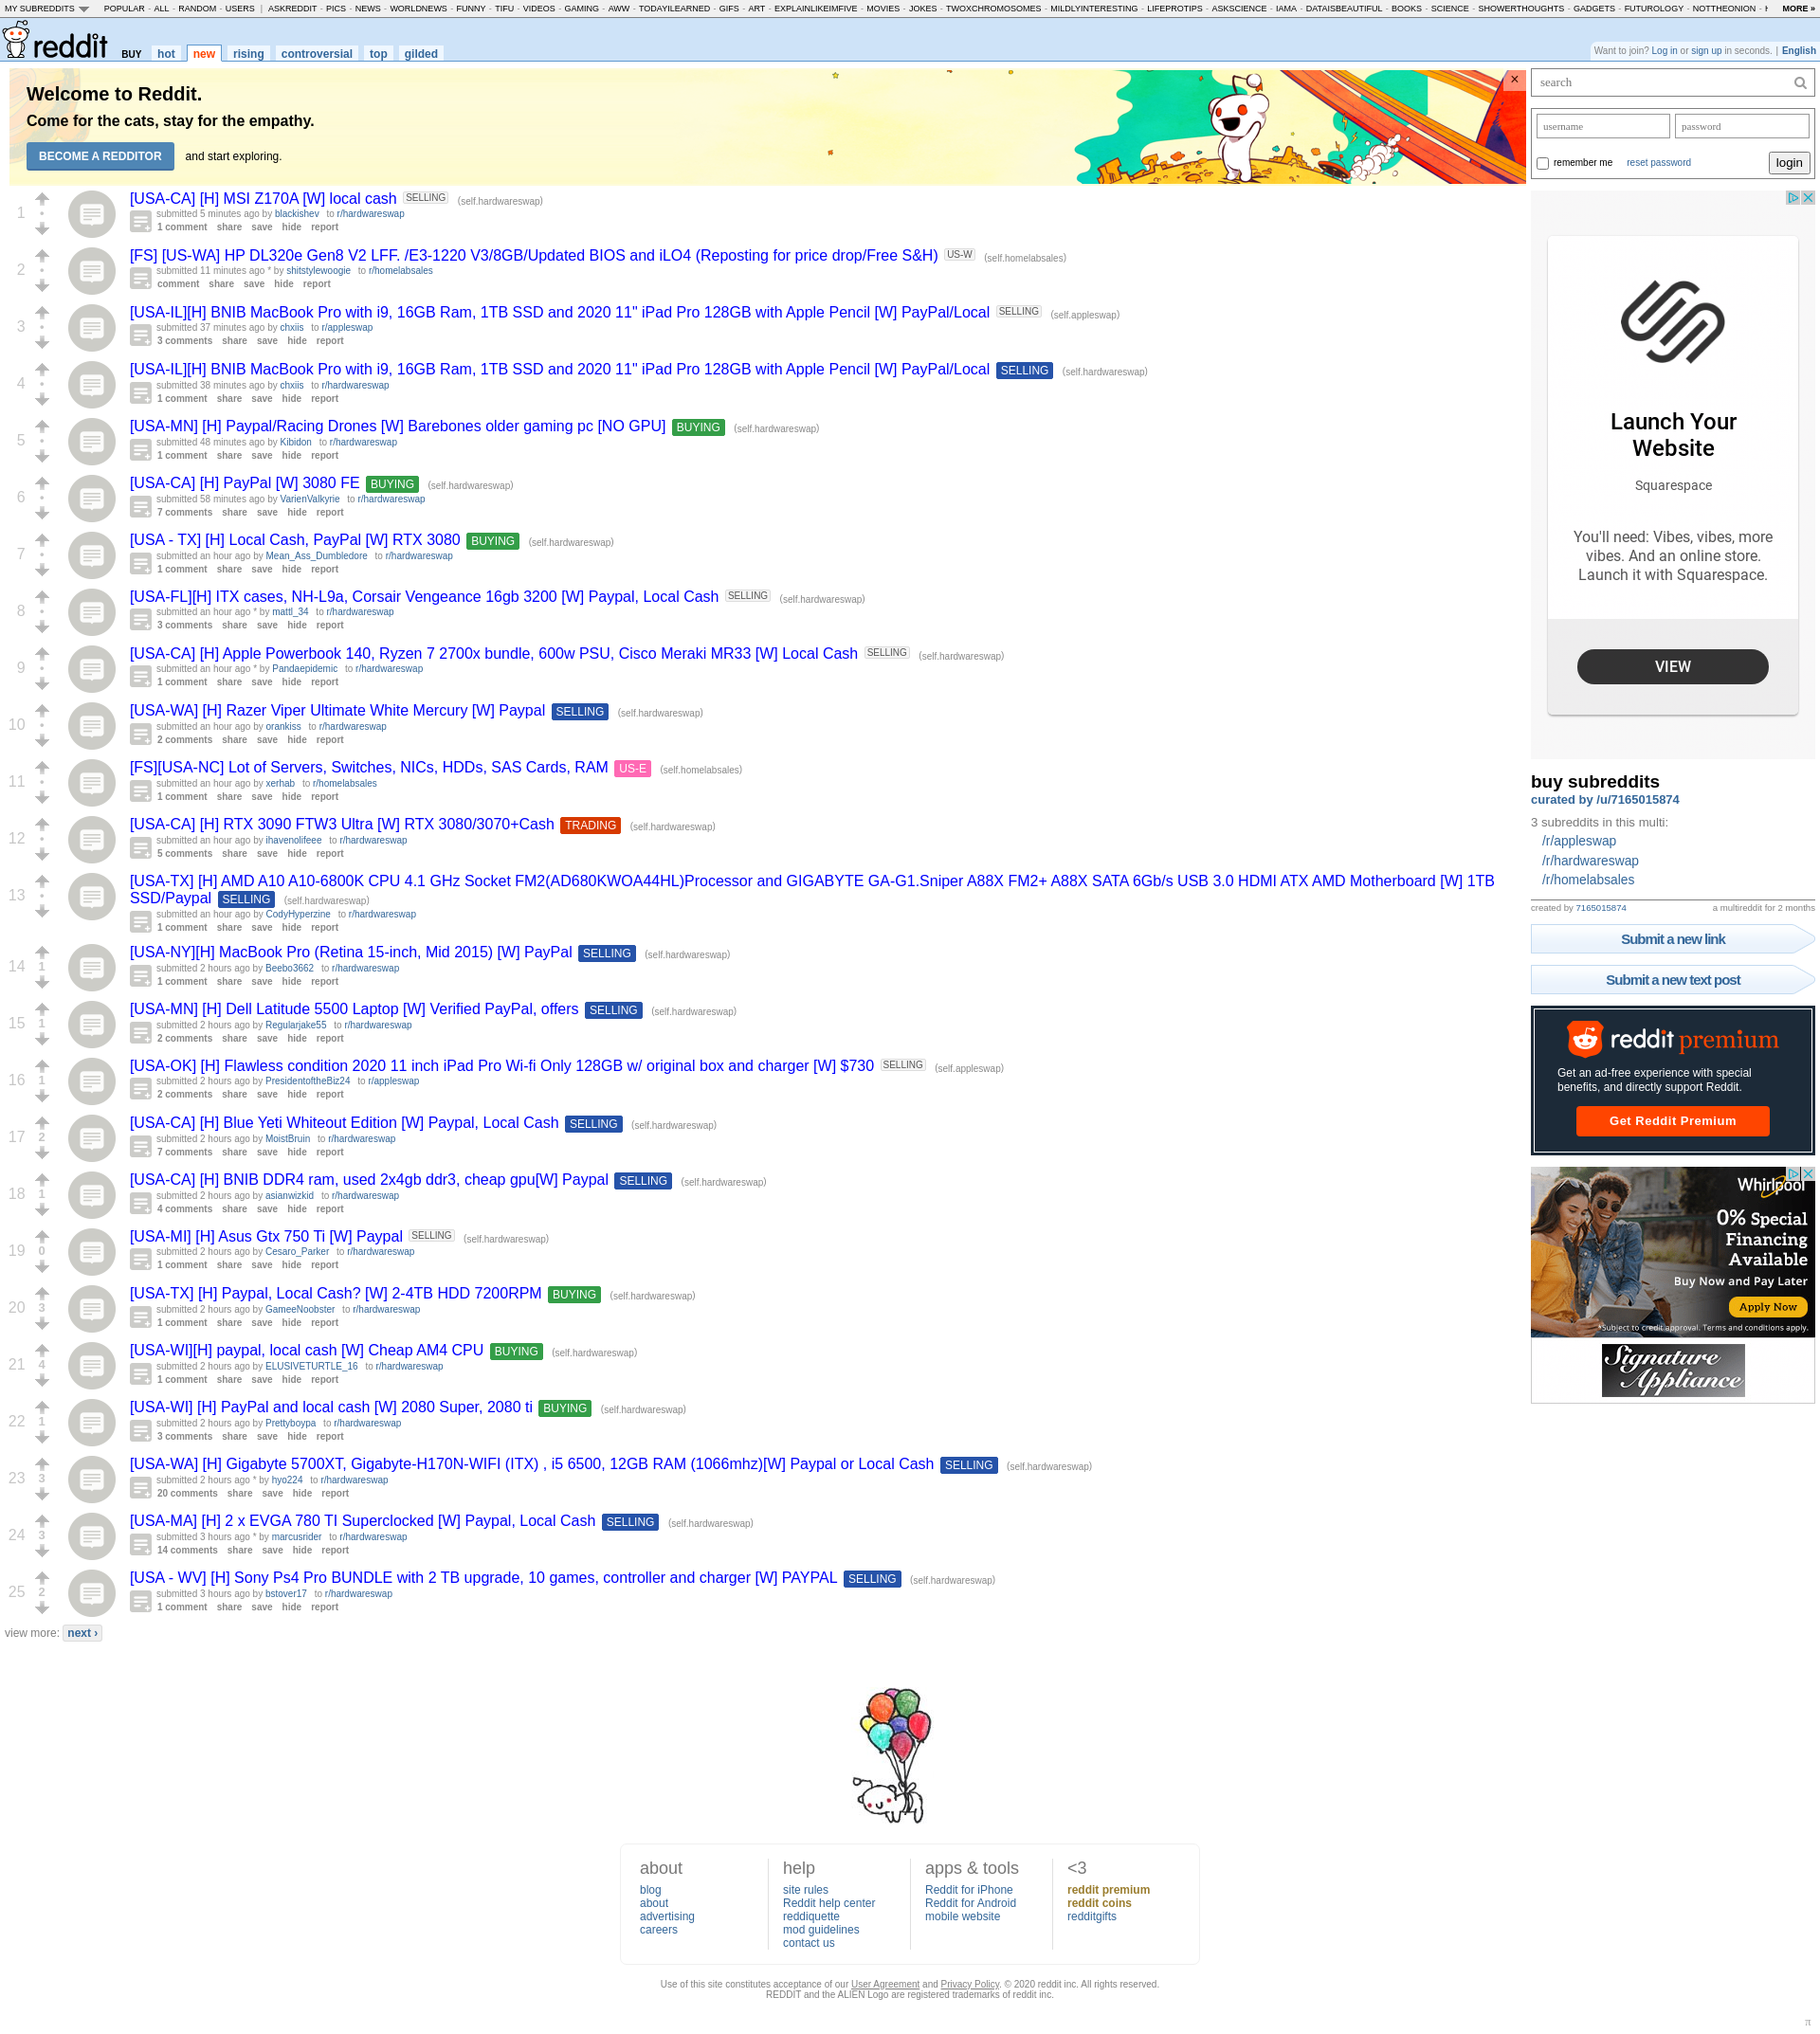 MY SUBREDDITS POPULAR - ALL - RANDOM - USERS | ASKREDDIT - PICS - NEWS - WORLDNEWS - FUNNY - TIFU - VIDEOS - GAMING - AWW - TODAYILEARNED - GIFS - ART - EXPLAINLIKEIMFIVE - MOVIES - JOKES - TWOXCHROMOSOMES - MILDLYINTERESTING - LIFEPROTIPS - ASKSCIENCE - IAMA - DATAISBEAUTIFUL - BOOKS - SCIENCE - SHOWERTHOUGHTS - GADGETS - FUTUROLOGY - NOTTHEONION - MORE »
reddit BUY hot new rising controversial top gilded
Want to join? Log in or sign up in seconds. | English
Welcome to Reddit.
Come for the cats, stay for the empathy.
BECOME A REDDITOR and start exploring.
×
1
[USA-CA] [H] MSI Z170A [W] local cash SELLING (self.hardwareswap)
submitted 5 minutes ago by blackishev to r/hardwareswap
1 comment share save hide report
2
[FS] [US-WA] HP DL320e Gen8 V2 LFF. /E3-1220 V3/8GB/Updated BIOS and iLO4 (Reposting for price drop/Free S&H) US-W (self.homelabsales)
submitted 11 minutes ago * by shitstylewoogie to r/homelabsales
comment share save hide report
3
[USA-IL][H] BNIB MacBook Pro with i9, 16GB Ram, 1TB SSD and 2020 11" iPad Pro 128GB with Apple Pencil [W] PayPal/Local SELLING (self.appleswap)
submitted 37 minutes ago by chxiis to r/appleswap
3 comments share save hide report
4
[USA-IL][H] BNIB MacBook Pro with i9, 16GB Ram, 1TB SSD and 2020 11" iPad Pro 128GB with Apple Pencil [W] PayPal/Local SELLING (self.hardwareswap)
submitted 38 minutes ago by chxiis to r/hardwareswap
1 comment share save hide report
5
[USA-MN] [H] Paypal/Racing Drones [W] Barebones older gaming pc [NO GPU] BUYING (self.hardwareswap)
submitted 48 minutes ago by Kibidon to r/hardwareswap
1 comment share save hide report
6
[USA-CA] [H] PayPal [W] 3080 FE BUYING (self.hardwareswap)
submitted 58 minutes ago by VarienValkyrie to r/hardwareswap
7 comments share save hide report
7
[USA - TX] [H] Local Cash, PayPal [W] RTX 3080 BUYING (self.hardwareswap)
submitted an hour ago by Mean_Ass_Dumbledore to r/hardwareswap
1 comment share save hide report
8
[USA-FL][H] ITX cases, NH-L9a, Corsair Vengeance 16gb 3200 [W] Paypal, Local Cash SELLING (self.hardwareswap)
submitted an hour ago * by mattl_34 to r/hardwareswap
3 comments share save hide report
9
[USA-CA] [H] Apple Powerbook 140, Ryzen 7 2700x bundle, 600w PSU, Cisco Meraki MR33 [W] Local Cash SELLING (self.hardwareswap)
submitted an hour ago * by Pandaepidemic to r/hardwareswap
1 comment share save hide report
10
[USA-WA] [H] Razer Viper Ultimate White Mercury [W] Paypal SELLING (self.hardwareswap)
submitted an hour ago by orankiss to r/hardwareswap
2 comments share save hide report
11
[FS][USA-NC] Lot of Servers, Switches, NICs, HDDs, SAS Cards, RAM US-E (self.homelabsales)
submitted an hour ago by xerhab to r/homelabsales
1 comment share save hide report
12
[USA-CA] [H] RTX 3090 FTW3 Ultra [W] RTX 3080/3070+Cash TRADING (self.hardwareswap)
submitted an hour ago by ihavenolifeee to r/hardwareswap
5 comments share save hide report
13
[USA-TX] [H] AMD A10 A10-6800K CPU 4.1 GHz Socket FM2(AD680KWOA44HL)Processor and GIGABYTE GA-G1.Sniper A88X FM2+ A88X SATA 6Gb/s USB 3.0 HDMI ATX AMD Motherboard [W] 1TB
SSD/Paypal SELLING (self.hardwareswap)
submitted an hour ago by CodyHyperzine to r/hardwareswap
1 comment share save hide report
14 1
[USA-NY][H] MacBook Pro (Retina 15-inch, Mid 2015) [W] PayPal SELLING (self.hardwareswap)
submitted 2 hours ago by Beebo3662 to r/hardwareswap
1 comment share save hide report
15 1
[USA-MN] [H] Dell Latitude 5500 Laptop [W] Verified PayPal, offers SELLING (self.hardwareswap)
submitted 2 hours ago by Regularjake55 to r/hardwareswap
2 comments share save hide report
16 1
[USA-OK] [H] Flawless condition 2020 11 inch iPad Pro Wi-fi Only 128GB w/ original box and charger [W] $730 SELLING (self.appleswap)
submitted 2 hours ago by PresidentoftheBiz24 to r/appleswap
2 comments share save hide report
17 2
[USA-CA] [H] Blue Yeti Whiteout Edition [W] Paypal, Local Cash SELLING (self.hardwareswap)
submitted 2 hours ago by MoistBruin to r/hardwareswap
7 comments share save hide report
18 1
[USA-CA] [H] BNIB DDR4 ram, used 2x4gb ddr3, cheap gpu[W] Paypal SELLING (self.hardwareswap)
submitted 2 hours ago by asianwizkid to r/hardwareswap
4 comments share save hide report
19 0
[USA-MI] [H] Asus Gtx 750 Ti [W] Paypal SELLING (self.hardwareswap)
submitted 2 hours ago by Cesaro_Parker to r/hardwareswap
1 comment share save hide report
20 3
[USA-TX] [H] Paypal, Local Cash? [W] 2-4TB HDD 7200RPM BUYING (self.hardwareswap)
submitted 2 hours ago by GameeNoobster to r/hardwareswap
1 comment share save hide report
21 4
[USA-WI][H] paypal, local cash [W] Cheap AM4 CPU BUYING (self.hardwareswap)
submitted 2 hours ago by ELUSIVETURTLE_16 to r/hardwareswap
1 comment share save hide report
22 1
[USA-WI] [H] PayPal and local cash [W] 2080 Super, 2080 ti BUYING (self.hardwareswap)
submitted 2 hours ago by Prettyboypa to r/hardwareswap
3 comments share save hide report
23 3
[USA-WA] [H] Gigabyte 5700XT, Gigabyte-H170N-WIFI (ITX) , i5 6500, 12GB RAM (1066mhz)[W] Paypal or Local Cash SELLING (self.hardwareswap)
submitted 2 hours ago * by hyo224 to r/hardwareswap
20 comments share save hide report
24 3
[USA-MA] [H] 2 x EVGA 780 TI Superclocked [W] Paypal, Local Cash SELLING (self.hardwareswap)
submitted 3 hours ago * by marcusrider to r/hardwareswap
14 comments share save hide report
25 2
[USA - WV] [H] Sony Ps4 Pro BUNDLE with 2 TB upgrade, 10 games, controller and charger [W] PAYPAL SELLING (self.hardwareswap)
submitted 3 hours ago by bstover17 to r/hardwareswap
1 comment share save hide report
view more: next ›
search
username password
remember me reset password login
Launch Your
Website
Squarespace
You'll need: Vibes, vibes, more
vibes. And an online store.
Launch it with Squarespace.
VIEW
buy subreddits
curated by /u/7165015874
3 subreddits in this multi:
/r/appleswap
/r/hardwareswap
/r/homelabsales
created by 7165015874 a multireddit for 2 months
Submit a new link
Submit a new text post
reddit premium
Get an ad-free experience with special
benefits, and directly support Reddit.
Get Reddit Premium
Whirlpool
0% Special
Financing
Available
Buy Now and Pay Later
Apply Now
*Subject to credit approval. Terms and conditions apply.
Signature
Appliance
about
blog
about
advertising
careers
help
site rules
Reddit help center
reddiquette
mod guidelines
contact us
apps & tools
Reddit for iPhone
Reddit for Android
mobile website
<3
reddit premium
reddit coins
redditgifts
Use of this site constitutes acceptance of our User Agreement and Privacy Policy. © 2020 reddit inc. All rights reserved.
REDDIT and the ALIEN Logo are registered trademarks of reddit inc.
π